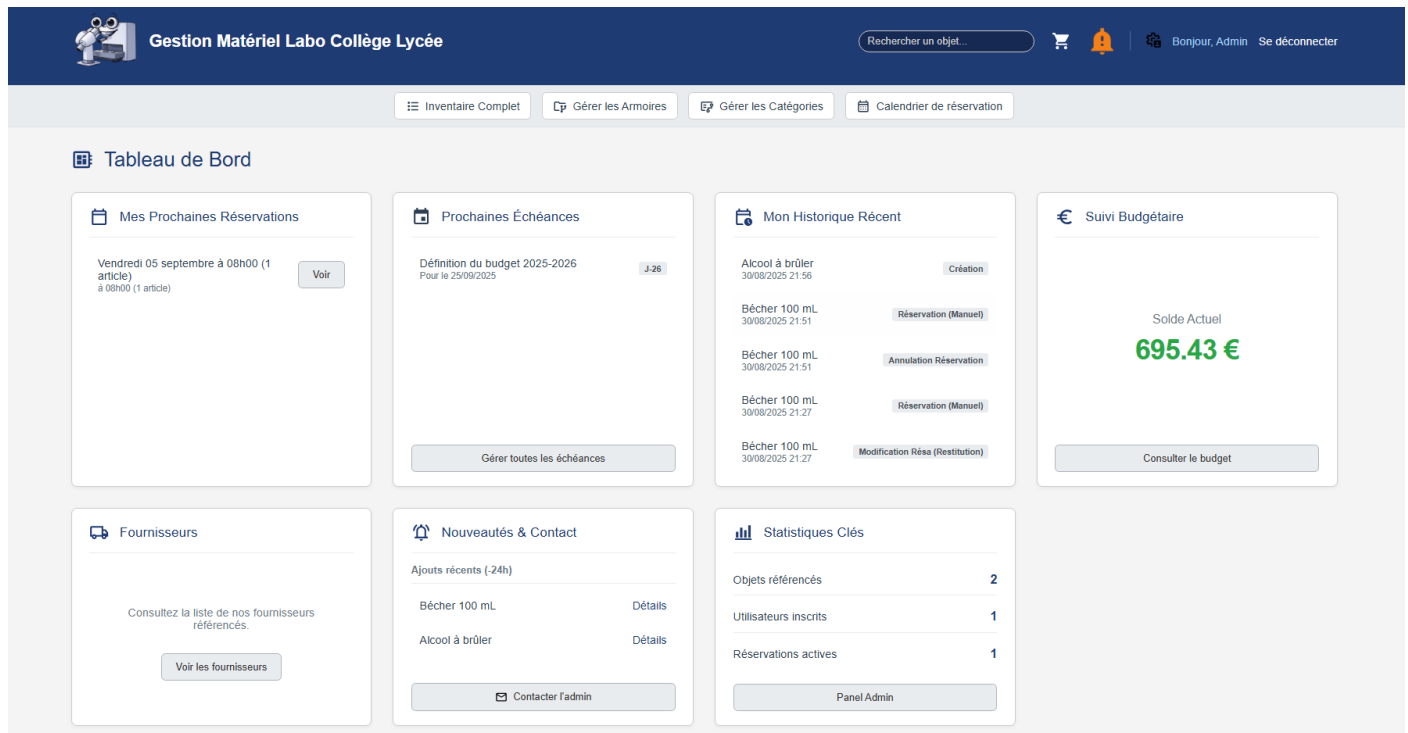 Gestion Matériel Labo Collège Lycée
Rechercher un objet...
Bonjour, Admin
Se déconnecter
Inventaire Complet
Gérer les Armoires
Gérer les Catégories
Calendrier de réservation
Tableau de Bord
Mes Prochaines Réservations
Vendredi 05 septembre à 08h00 (1
article)
à 08h00 (1 article)
Voir
Prochaines Échéances
Définition du budget 2025-2026
Pour le 25/09/2025
J-26
Gérer toutes les échéances
Mon Historique Récent
Alcool à brûler
30/08/2025 21:56
Création
Bécher 100 mL
30/08/2025 21:51
Réservation (Manuel)
Bécher 100 mL
30/08/2025 21:51
Annulation Réservation
Bécher 100 mL
30/08/2025 21:27
Réservation (Manuel)
Bécher 100 mL
30/08/2025 21:27
Modification Résa (Restitution)
€ Suivi Budgétaire
Solde Actuel
695.43 €
Consulter le budget
Fournisseurs
Consultez la liste de nos fournisseurs
référencés.
Voir les fournisseurs
Nouveautés & Contact
Ajouts récents (-24h)
Bécher 100 mL
Détails
Alcool à brûler
Détails
Contacter l'admin
Statistiques Clés
Objets référencés
2
Utilisateurs inscrits
1
Réservations actives
1
Panel Admin